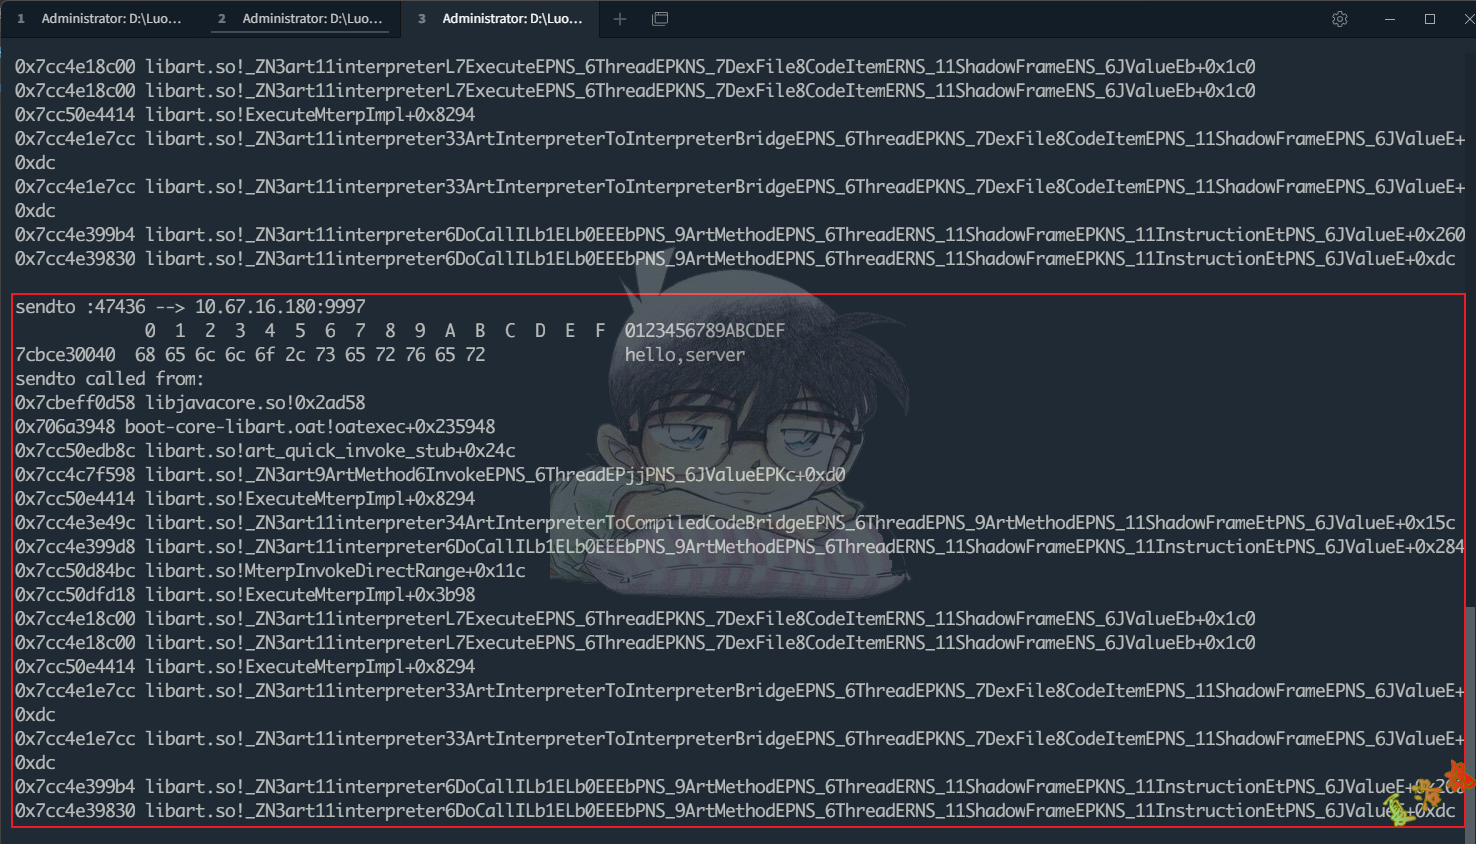 1 Administrator: D:\Luo... 2 Administrator: D:\Luo... 3 Administrator: D:\Luo...
0x7cc4e18c00 libart.so!_ZN3art11interpreterL7ExecuteEPNS_6ThreadEPKNS_7DexFile8CodeItemERNS_11ShadowFrameENS_6JValueEb+0x1c0
0x7cc4e18c00 libart.so!_ZN3art11interpreterL7ExecuteEPNS_6ThreadEPKNS_7DexFile8CodeItemERNS_11ShadowFrameENS_6JValueEb+0x1c0
0x7cc50e4414 libart.so!ExecuteMterpImpl+0x8294
0x7cc4e1e7cc libart.so!_ZN3art11interpreter33ArtInterpreterToInterpreterBridgeEPNS_6ThreadEPKNS_7DexFile8CodeItemEPNS_11ShadowFrameEPNS_6JValueE+
0xdc
0x7cc4e1e7cc libart.so!_ZN3art11interpreter33ArtInterpreterToInterpreterBridgeEPNS_6ThreadEPKNS_7DexFile8CodeItemEPNS_11ShadowFrameEPNS_6JValueE+
0xdc
0x7cc4e399b4 libart.so!_ZN3art11interpreter6DoCallILb1ELb0EEEbPNS_9ArtMethodEPNS_6ThreadERNS_11ShadowFrameEPKNS_11InstructionEtPNS_6JValueE+0x260
0x7cc4e39830 libart.so!_ZN3art11interpreter6DoCallILb1ELb0EEEbPNS_9ArtMethodEPNS_6ThreadERNS_11ShadowFrameEPKNS_11InstructionEtPNS_6JValueE+0xdc
sendto :47436 --> 10.67.16.180:9997
0 1 2 3 4 5 6 7 8 9 A B C D E F 0123456789ABCDEF
7cbce30040 68 65 6c 6c 6f 2c 73 65 72 76 65 72 hello,server
sendto called from:
0x7cbeff0d58 libjavacore.so!0x2ad58
0x706a3948 boot-core-libart.oat!oatexec+0x235948
0x7cc50edb8c libart.so!art_quick_invoke_stub+0x24c
0x7cc4c7f598 libart.so!_ZN3art9ArtMethod6InvokeEPNS_6ThreadEPjjPNS_6JValueEPKc+0xd0
0x7cc50e4414 libart.so!ExecuteMterpImpl+0x8294
0x7cc4e3e49c libart.so!_ZN3art11interpreter34ArtInterpreterToCompiledCodeBridgeEPNS_6ThreadEPNS_9ArtMethodEPNS_11ShadowFrameEtPNS_6JValueE+0x15c
0x7cc4e399d8 libart.so!_ZN3art11interpreter6DoCallILb1ELb0EEEbPNS_9ArtMethodEPNS_6ThreadERNS_11ShadowFrameEPKNS_11InstructionEtPNS_6JValueE+0x284
0x7cc50d84bc libart.so!MterpInvokeDirectRange+0x11c
0x7cc50dfd18 libart.so!ExecuteMterpImpl+0x3b98
0x7cc4e18c00 libart.so!_ZN3art11interpreterL7ExecuteEPNS_6ThreadEPKNS_7DexFile8CodeItemERNS_11ShadowFrameENS_6JValueEb+0x1c0
0x7cc4e18c00 libart.so!_ZN3art11interpreterL7ExecuteEPNS_6ThreadEPKNS_7DexFile8CodeItemERNS_11ShadowFrameENS_6JValueEb+0x1c0
0x7cc50e4414 libart.so!ExecuteMterpImpl+0x8294
0x7cc4e1e7cc libart.so!_ZN3art11interpreter33ArtInterpreterToInterpreterBridgeEPNS_6ThreadEPKNS_7DexFile8CodeItemEPNS_11ShadowFrameEPNS_6JValueE+
0xdc
0x7cc4e1e7cc libart.so!_ZN3art11interpreter33ArtInterpreterToInterpreterBridgeEPNS_6ThreadEPKNS_7DexFile8CodeItemEPNS_11ShadowFrameEPNS_6JValueE+
0xdc
0x7cc4e399b4 libart.so!_ZN3art11interpreter6DoCallILb1ELb0EEEbPNS_9ArtMethodEPNS_6ThreadERNS_11ShadowFrameEPKNS_11InstructionEtPNS_6JValueE+0x260
0x7cc4e39830 libart.so!_ZN3art11interpreter6DoCallILb1ELb0EEEbPNS_9ArtMethodEPNS_6ThreadERNS_11ShadowFrameEPKNS_11InstructionEtPNS_6JValueE+0xdc